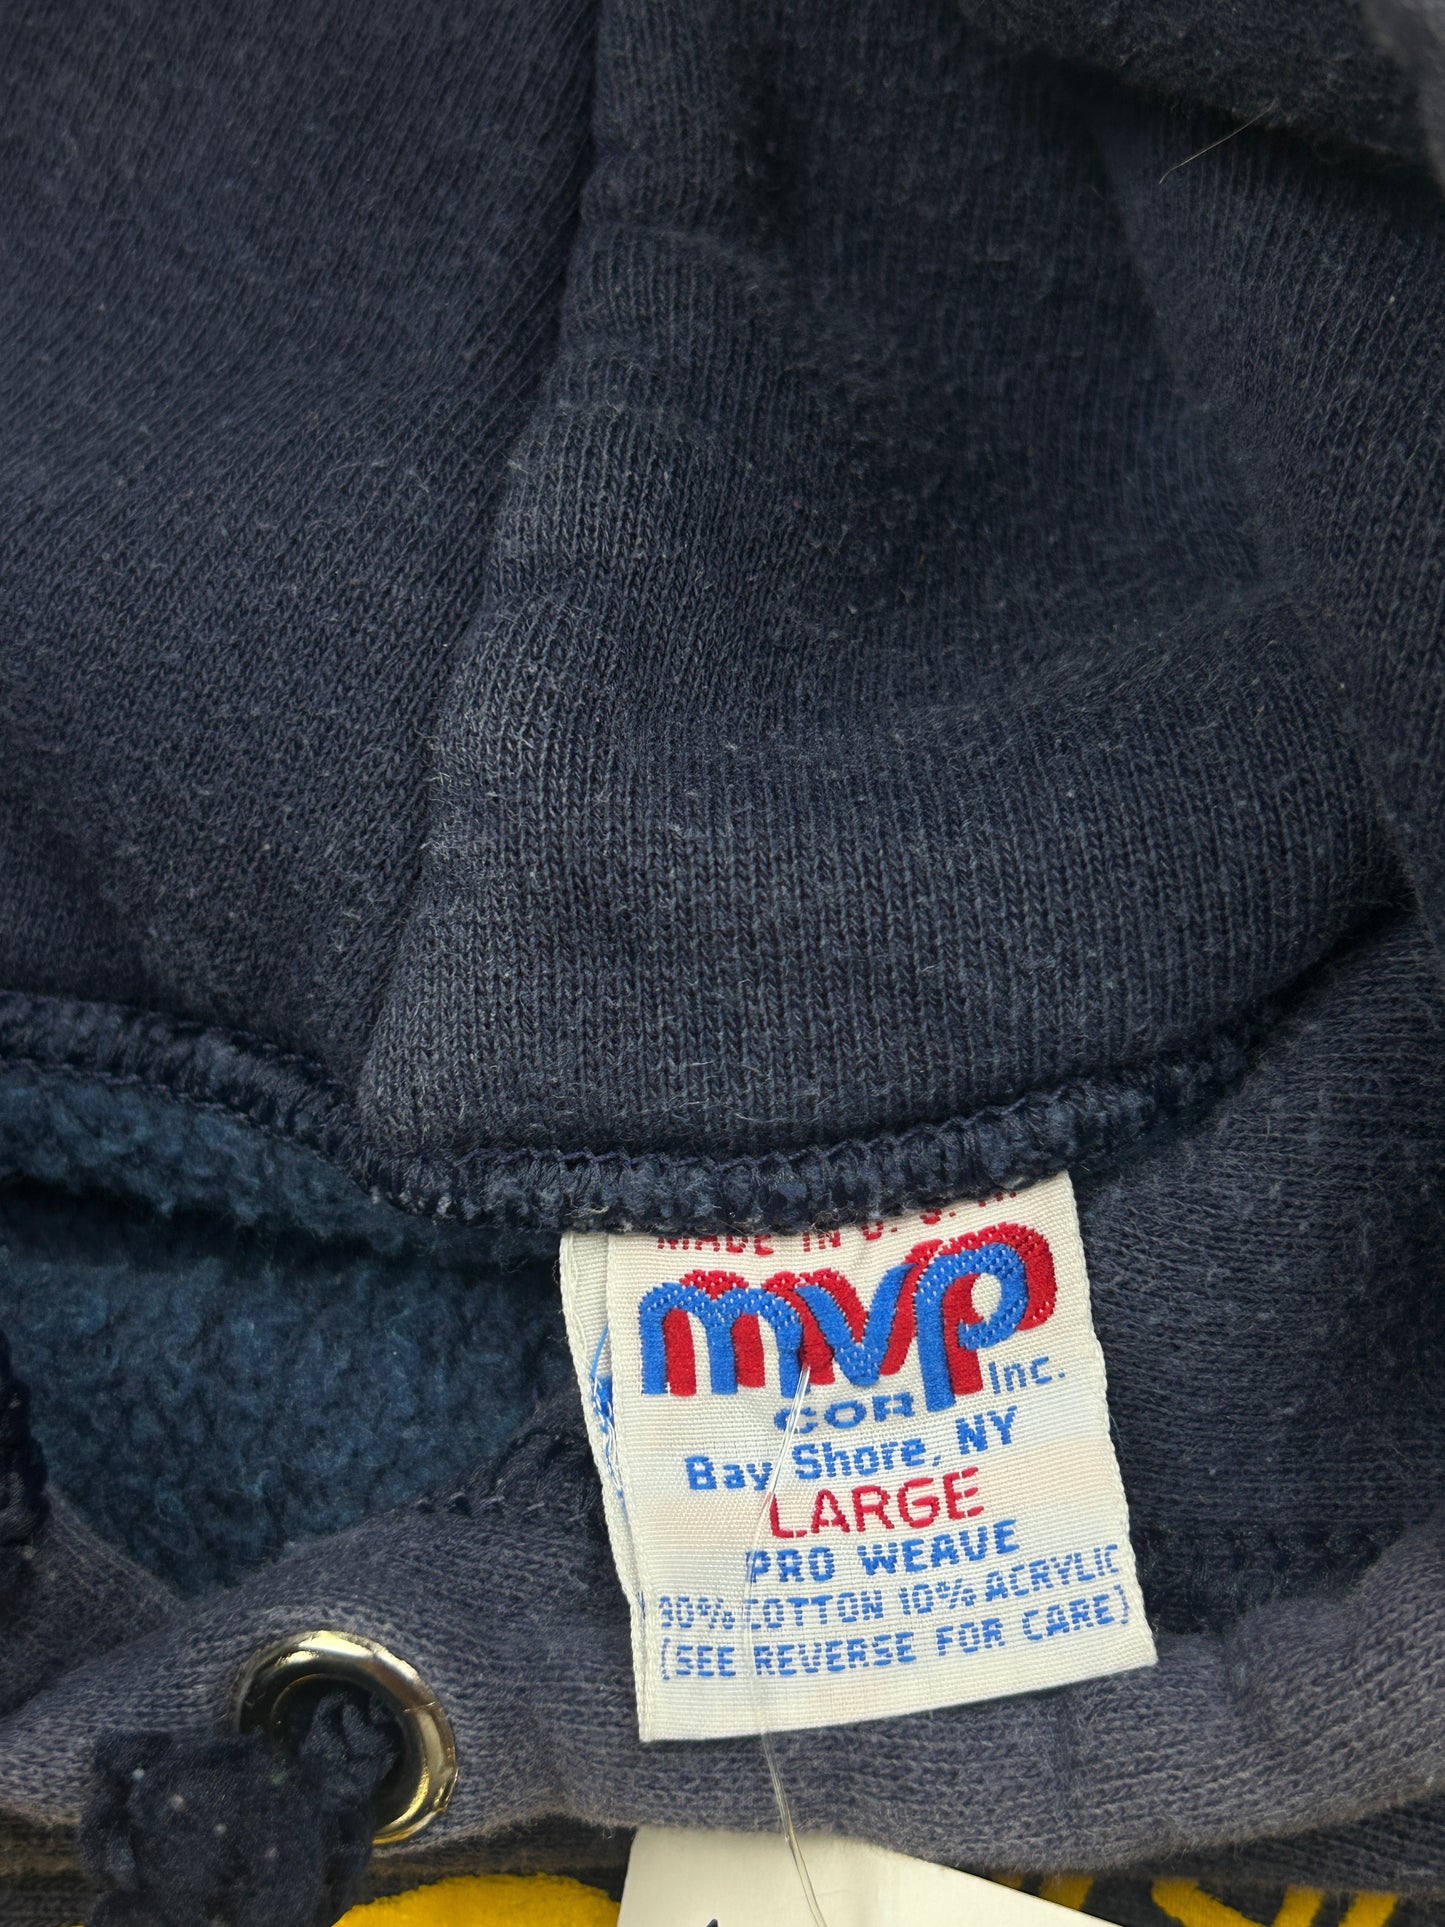 MADE IN U.S.A.
mvp
CORP Inc.
Bay Shore, NY
LARGE
PRO WEAVE
90% COTTON 10% ACRYLIC
(SEE REVERSE FOR CARE)